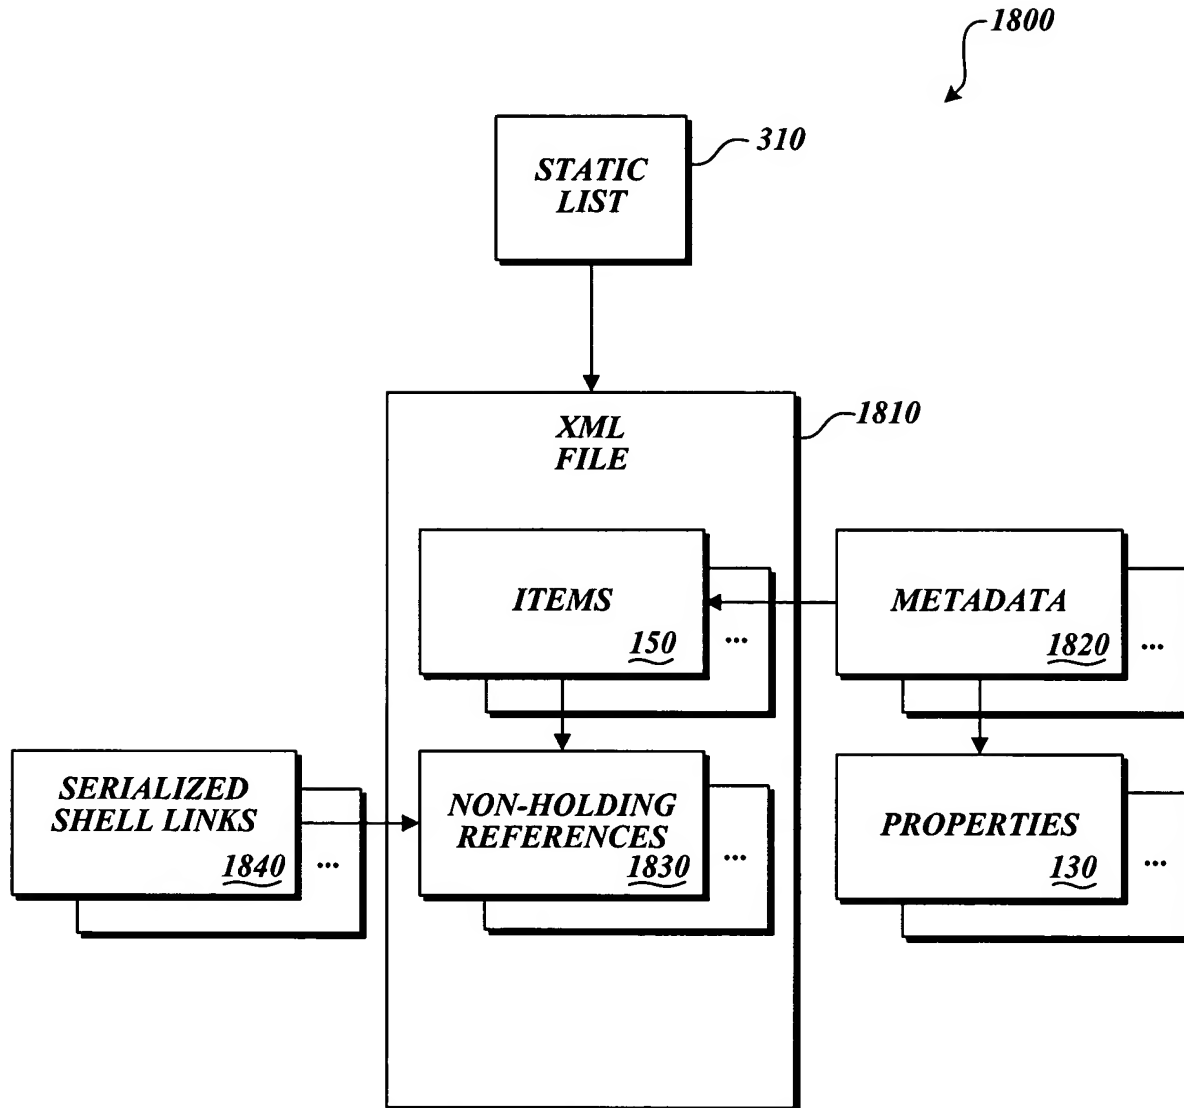 1800
310
STATIC
LIST
1810
XML
FILE
ITEMS
150
...
METADATA
1820
...
SERIALIZED
SHELL LINKS
1840
...
NON-HOLDING
REFERENCES
1830
...
PROPERTIES
130
...